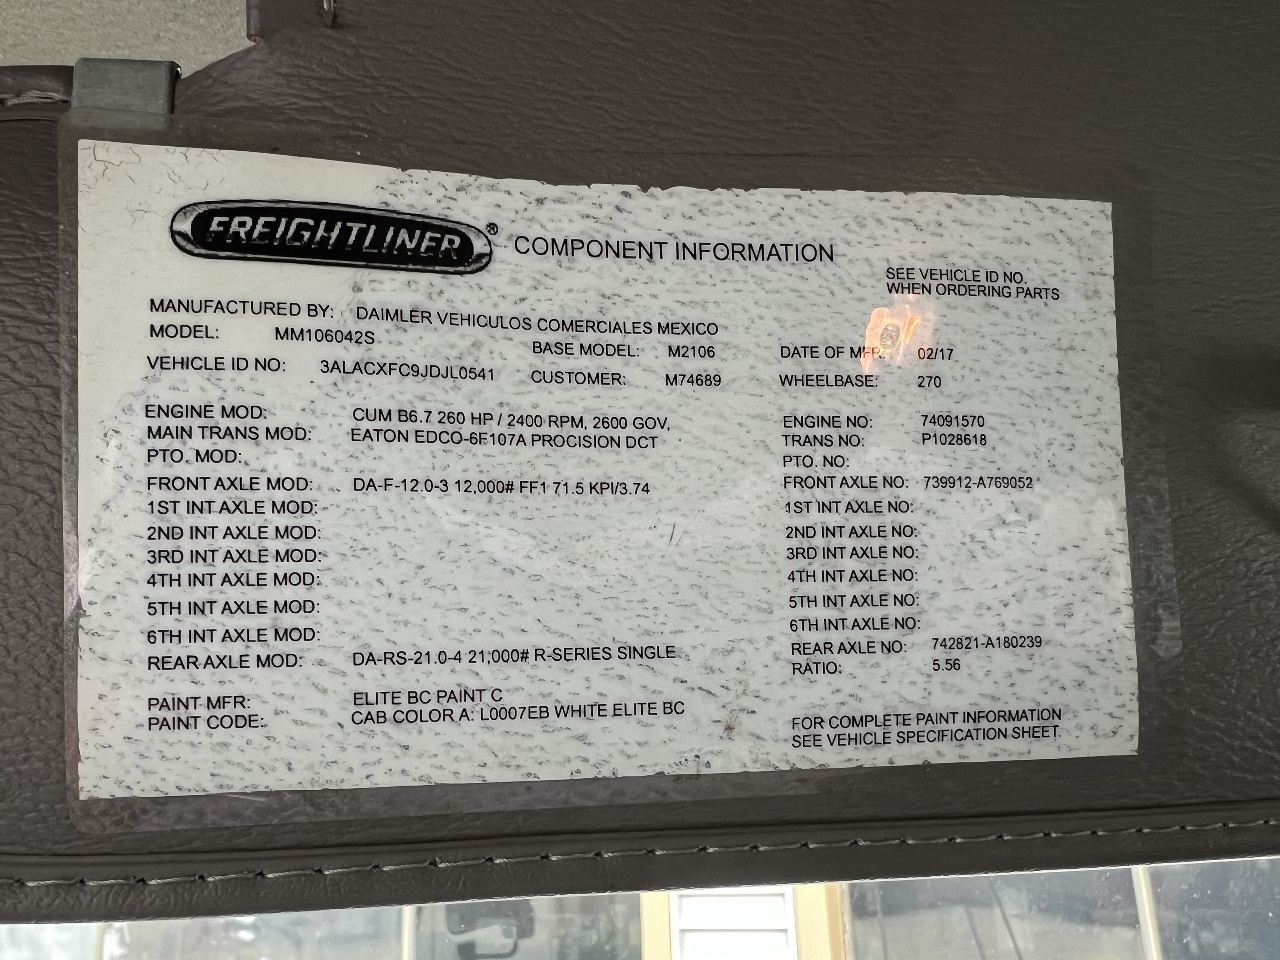 FREIGHTLINER® COMPONENT INFORMATION
SEE VEHICLE ID NO.
WHEN ORDERING PARTS
MANUFACTURED BY: DAIMLER VEHICULOS COMERCIALES MEXICO
MODEL: MM106042S BASE MODEL: M2106 DATE OF MFR: 02/17
VEHICLE ID NO: 3ALACXFC9JDJL0541 CUSTOMER: M74689 WHEELBASE: 270
ENGINE MOD: CUM B6.7 260 HP / 2400 RPM, 2600 GOV, ENGINE NO: 74091570
MAIN TRANS MOD: EATON EDCO-6F107A PROCISION DCT TRANS NO: P1028618
PTO. MOD: PTO. NO:
FRONT AXLE MOD: DA-F-12.0-3 12,000# FF1 71.5 KPI/3.74 FRONT AXLE NO: 739912-A769052
1ST INT AXLE MOD: 1ST INT AXLE NO:
2ND INT AXLE MOD: 2ND INT AXLE NO:
3RD INT AXLE MOD: 3RD INT AXLE NO:
4TH INT AXLE MOD: 4TH INT AXLE NO:
5TH INT AXLE MOD: 5TH INT AXLE NO:
6TH INT AXLE MOD: 6TH INT AXLE NO:
REAR AXLE MOD: DA-RS-21.0-4 21,000# R-SERIES SINGLE REAR AXLE NO: 742821-A180239
RATIO: 5.56
PAINT MFR: ELITE BC PAINT C
PAINT CODE: CAB COLOR A: L0007EB WHITE ELITE BC
FOR COMPLETE PAINT INFORMATION
SEE VEHICLE SPECIFICATION SHEET.